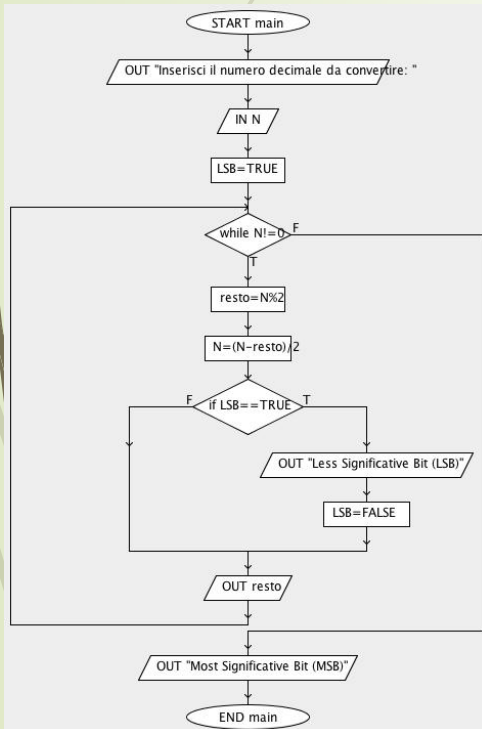 START main
OUT "Inserisci il numero decimale da convertire: "
IN N
LSB=TRUE
while N!=0
F
T
resto=N%2
N=(N-resto)/2
F
if LSB==TRUE
T
OUT "Less Significative Bit (LSB)"
LSB=FALSE
OUT resto
OUT "Most Significative Bit (MSB)"
END main